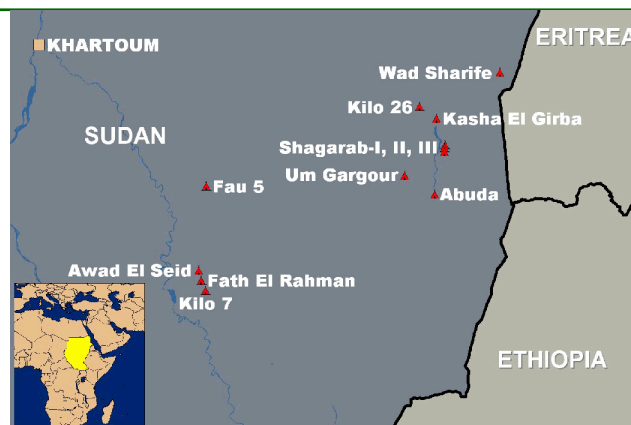 KHARTOUM
ERITREA
Wad Sharife
Kilo 26
Kasha El Girba
SUDAN
Shagarab-I, II, III
Um Gargour
Fau 5
Abuda
Awad El Seid
Fath El Rahman
Kilo 7
ETHIOPIA